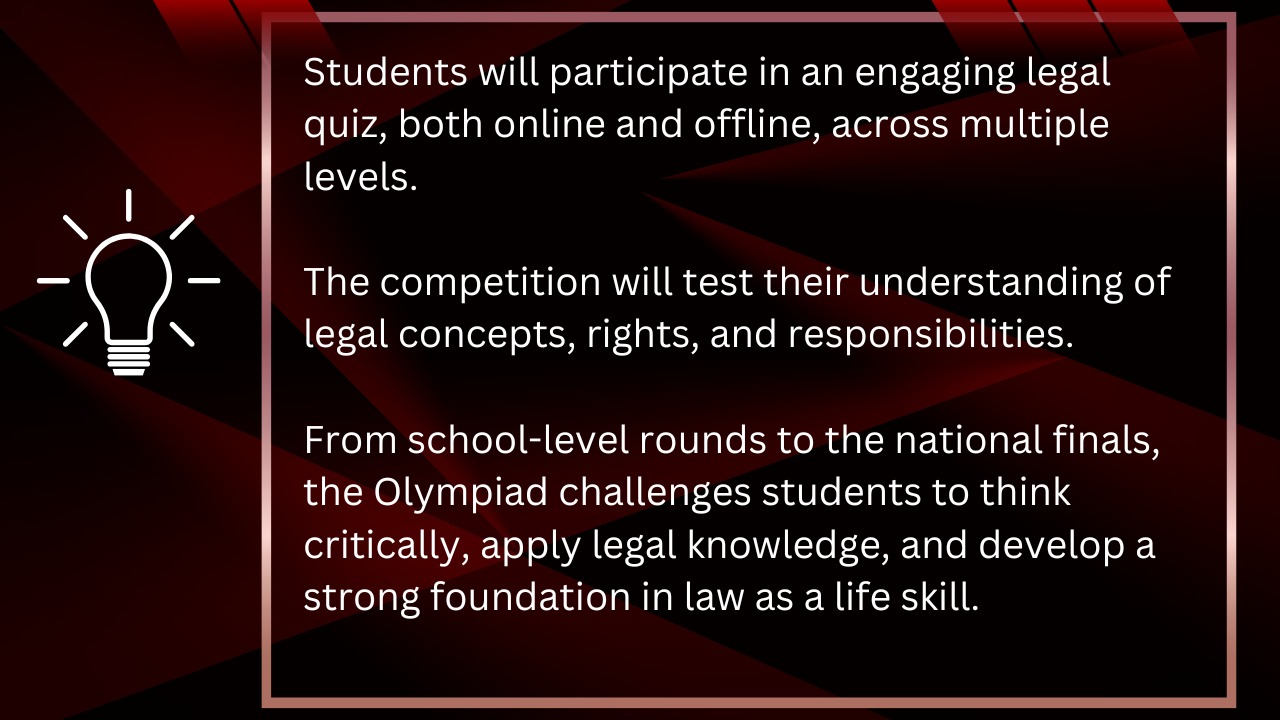 Students will participate in an engaging legal
quiz, both online and offline, across multiple
levels.
The competition will test their understanding of
legal concepts, rights, and responsibilities.
From school-level rounds to the national finals,
the Olympiad challenges students to think
critically, apply legal knowledge, and develop a
strong foundation in law as a life skill.